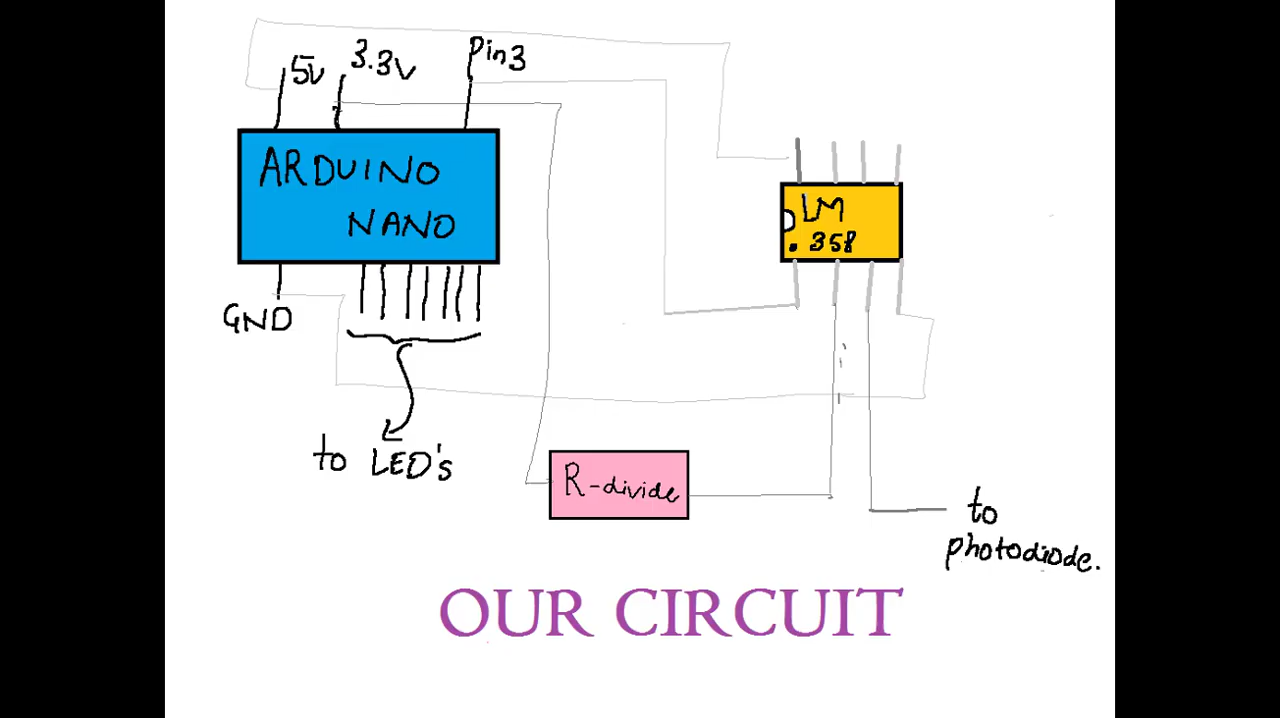 5v
3.3v
Pin3
ARDUINO
NANO
GND
to LED's
LM
358
R-divide
to
photodiode.
OUR CIRCUIT